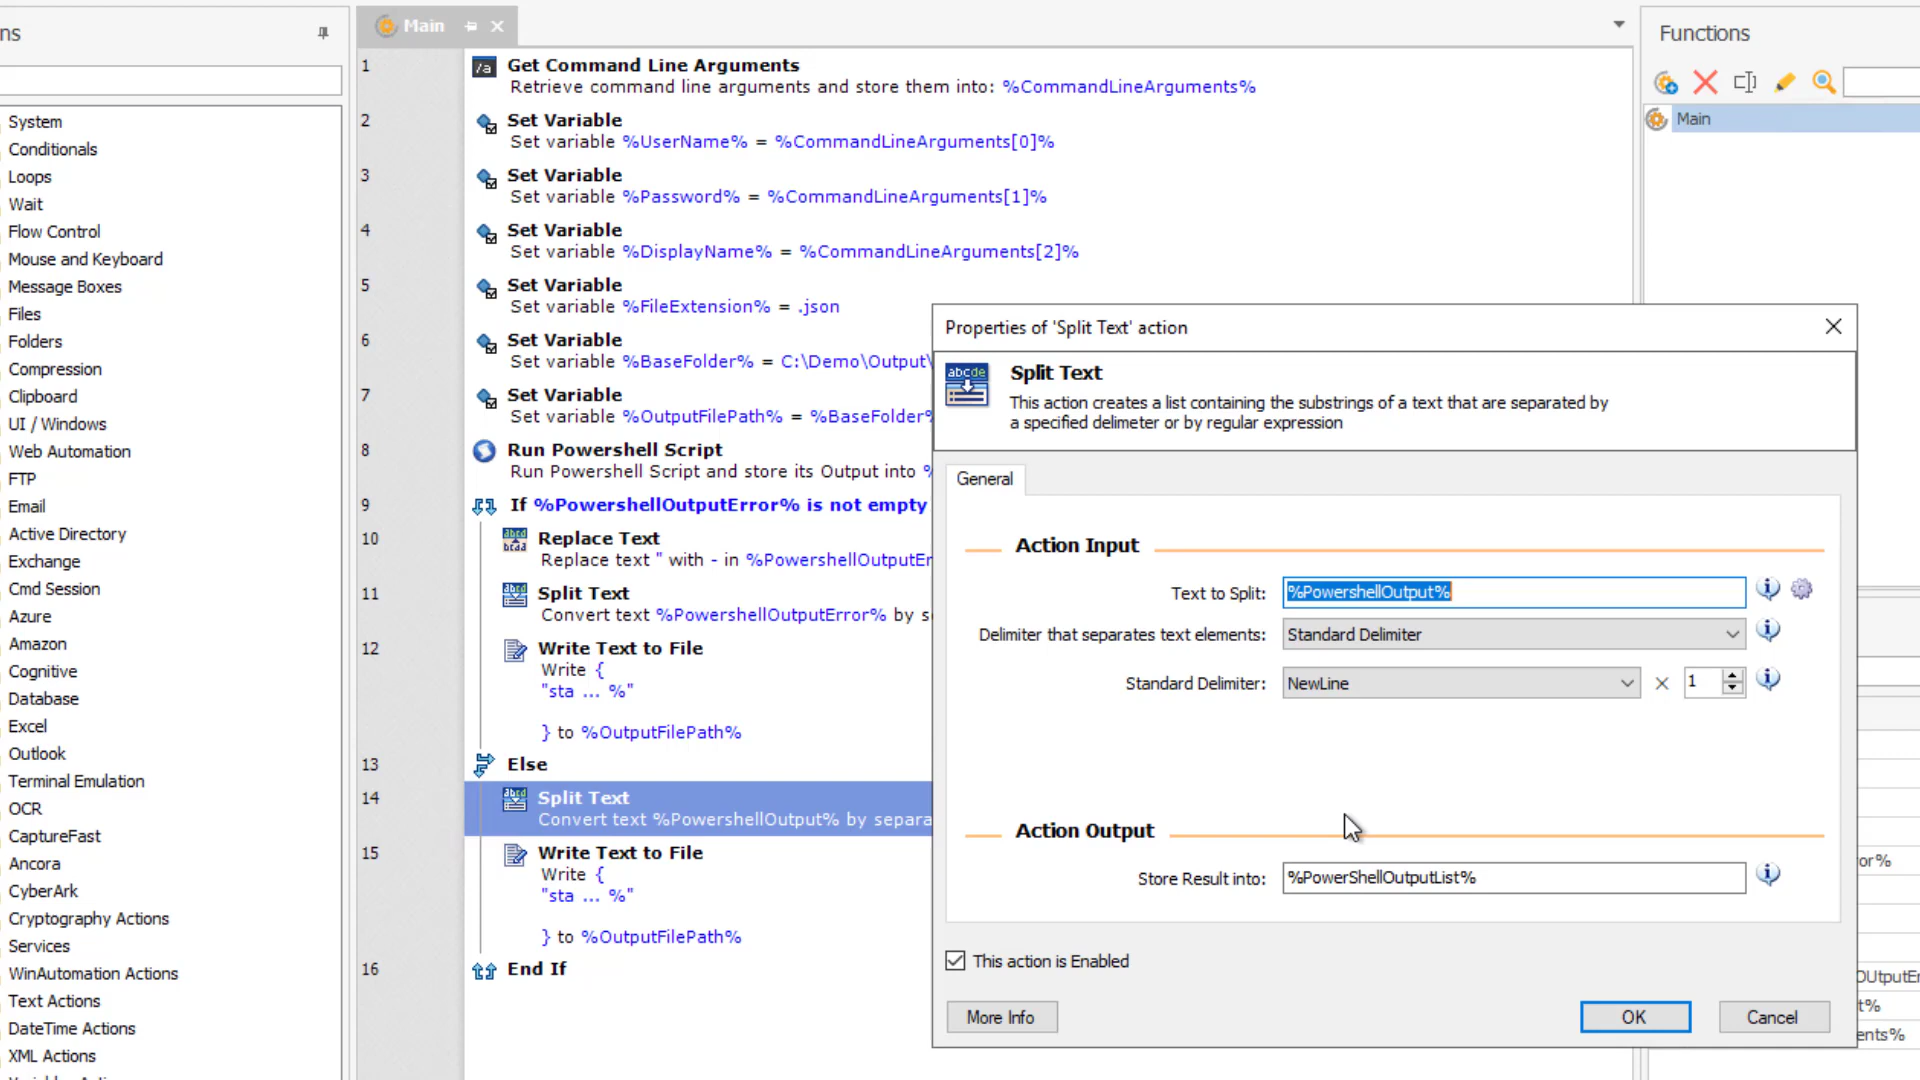 ns
System
Conditionals
Loops
Wait
Flow Control
Mouse and Keyboard
Message Boxes
Files
Folders
Compression
Clipboard
UI / Windows
Web Automation
FTP
Email
Active Directory
Exchange
Cmd Session
Azure
Amazon
Cognitive
Database
Excel
Outlook
Terminal Emulation
OCR
CaptureFast
Ancora
CyberArk
Cryptography Actions
Services
WinAutomation Actions
Text Actions
DateTime Actions
XML Actions
Main
1 Get Command Line Arguments
Retrieve command line arguments and store them into: %CommandLineArguments%
2 Set Variable
Set variable %UserName% = %CommandLineArguments[0]%
3 Set Variable
Set variable %Password% = %CommandLineArguments[1]%
4 Set Variable
Set variable %DisplayName% = %CommandLineArguments[2]%
5 Set Variable
Set variable %FileExtension% = .json
6 Set Variable
Set variable %BaseFolder% = C:\Demo\Output\
7 Set Variable
Set variable %OutputFilePath% = %BaseFolder%
8 Run Powershell Script
Run Powershell Script and store its Output into %
9 If %PowershellOutputError% is not empty
10 Replace Text
Replace text " with - in %PowershellOutputEr
11 Split Text
Convert text %PowershellOutputError% by s
12 Write Text to File
Write {
"sta ... %"
} to %OutputFilePath%
13 Else
14 Split Text
Convert text %PowershellOutput% by separa
15 Write Text to File
Write {
"sta ... %"
} to %OutputFilePath%
16 End If
Properties of 'Split Text' action
abcde
Split Text
This action creates a list containing the substrings of a text that are separated by
a specified delimiter or by regular expression
General
Action Input
Text to Split: %PowershellOutput%
Delimiter that separates text elements: Standard Delimiter
Standard Delimiter: NewLine × 1
Action Output
Store Result into: %PowerShellOutputList%
This action is Enabled
More Info
OK
Cancel
Functions
Main
or%
OUtputEr
t%
ents%